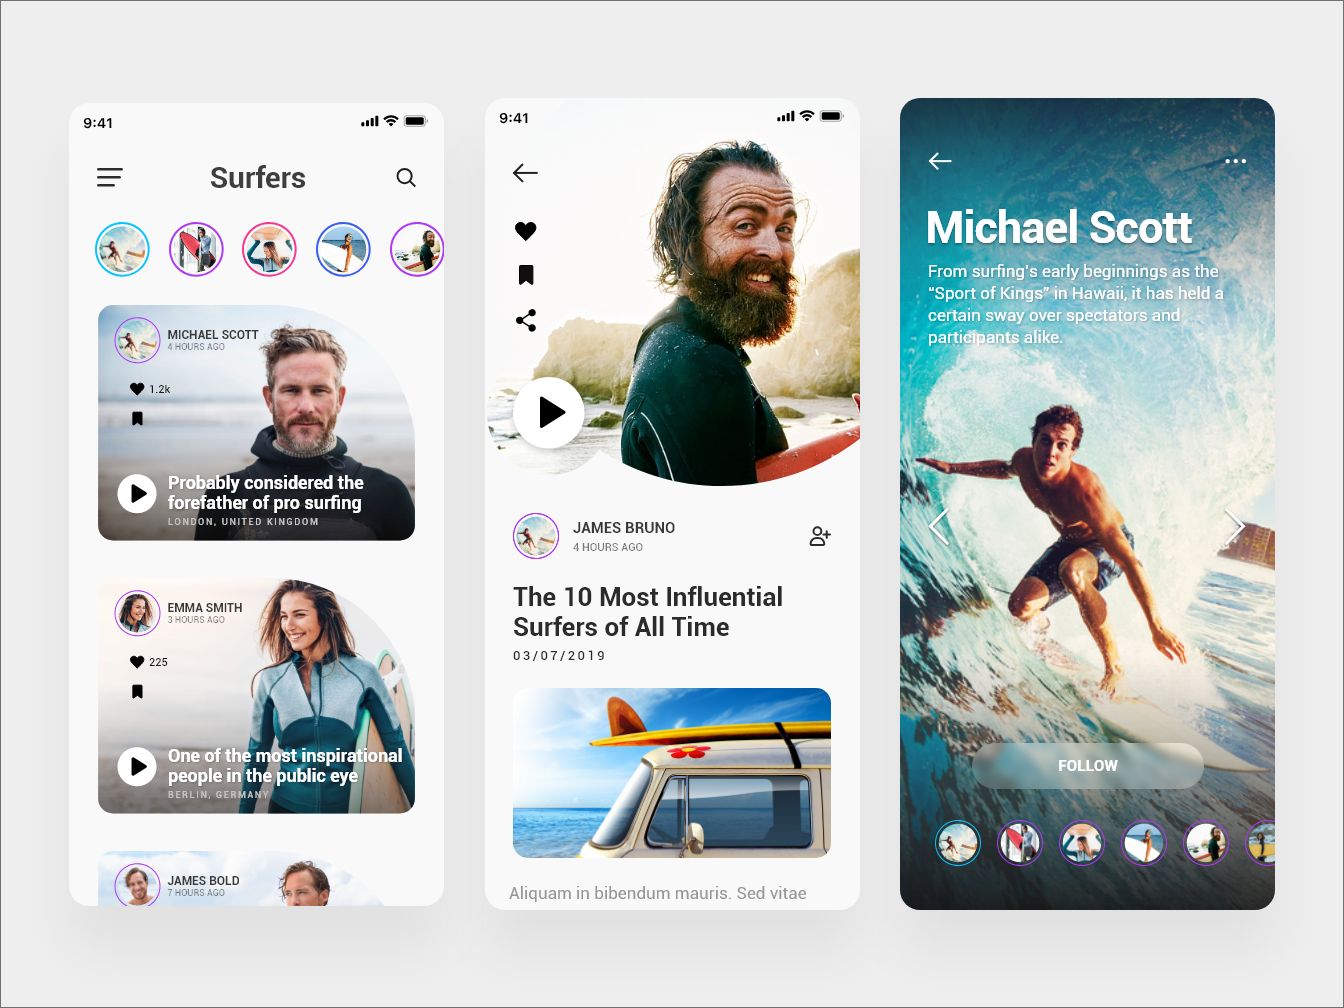 9:41
Surfers
MICHAEL SCOTT
4 HOURS AGO
1.2k
Probably considered the
forefather of pro surfing
LONDON, UNITED KINGDOM
EMMA SMITH
3 HOURS AGO
225
One of the most inspirational
people in the public eye
BERLIN, GERMANY
JAMES BOLD
7 HOURS AGO
9:41
JAMES BRUNO
4 HOURS AGO
The 10 Most Influential
Surfers of All Time
03/07/2019
Aliquam in bibendum mauris. Sed vitae
Michael Scott
From surfing's early beginnings as the
“Sport of Kings” in Hawaii, it has held a
certain sway over spectators and
participants alike.
FOLLOW